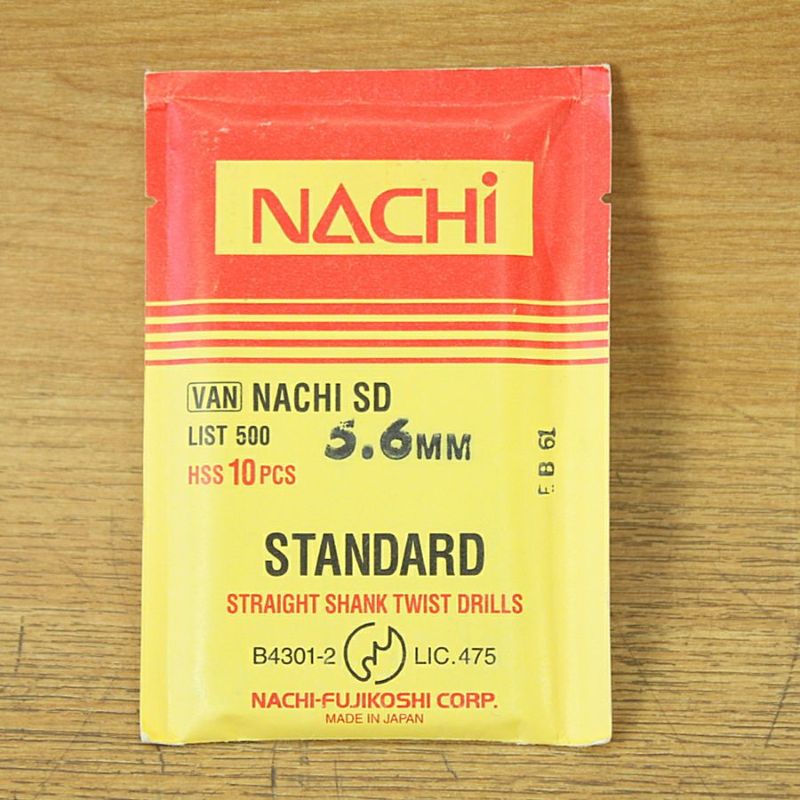 NACHi
VAN NACHI SD
LIST 500 5.6MM
HSS 10 PCS
B 61
STANDARD
STRAIGHT SHANK TWIST DRILLS
B4301-2 LIC.475
NACHI-FUJIKOSHI CORP.
MADE IN JAPAN